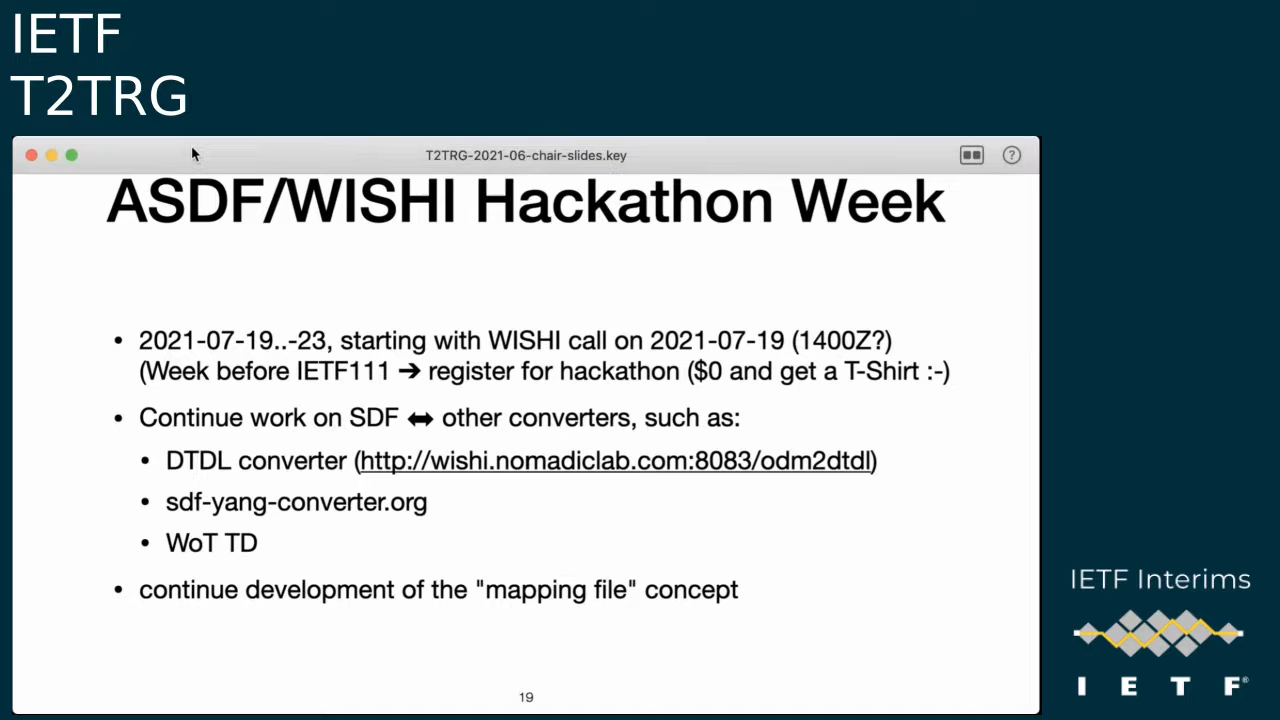 IETF
T2TRG
T2TRG-2021-06-chair-slides.key
?
ASDF/WISHI Hackathon Week
• 2021-07-19..-23, starting with WISHI call on 2021-07-19 (1400Z?)
(Week before IETF111 ➔ register for hackathon ($0 and get a T-Shirt :-)
• Continue work on SDF ⬌ other converters, such as:
• DTDL converter (http://wishi.nomadiclab.com:8083/odm2dtdl)
• sdf-yang-converter.org
• WoT TD
• continue development of the "mapping file" concept
19
IETF Interims
I E T F®